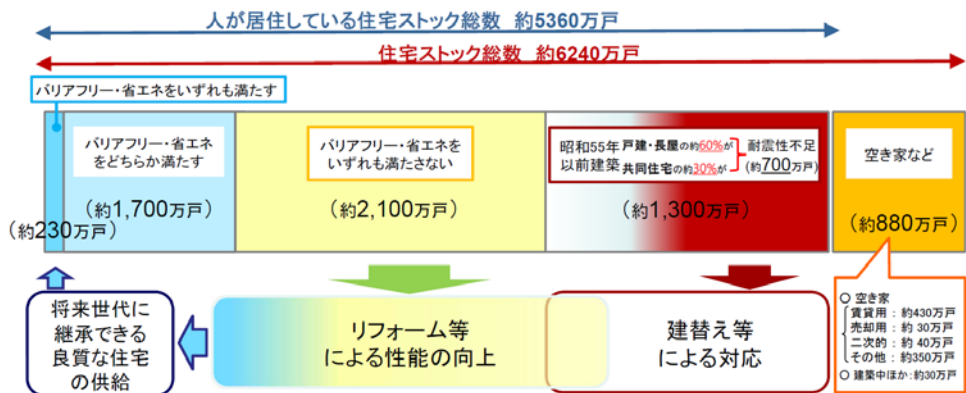 人が居住している住宅ストック総数 約5360万戸
住宅ストック総数 約6240万戸
バリアフリー・省エネをいずれも満たす
バリアフリー・省エネ
をどちらか満たす
バリアフリー・省エネを
いずれも満たさない
昭和55年
以前建築
戸建・長屋の約60%が
共同住宅の約30%が
耐震性不足
(約700万戸)
空き家など
(約230万戸)
(約1,700万戸)
(約2,100万戸)
(約1,300万戸)
(約880万戸)
将来世代に
継承できる
良質な住宅
の供給
リフォーム等
による性能の向上
建替え等
による対応
○ 空き家
賃貸用 : 約430万戸
売却用 : 約 30万戸
二次的 : 約 40万戸
その他 : 約350万戸
○ 建築中ほか:約30万戸